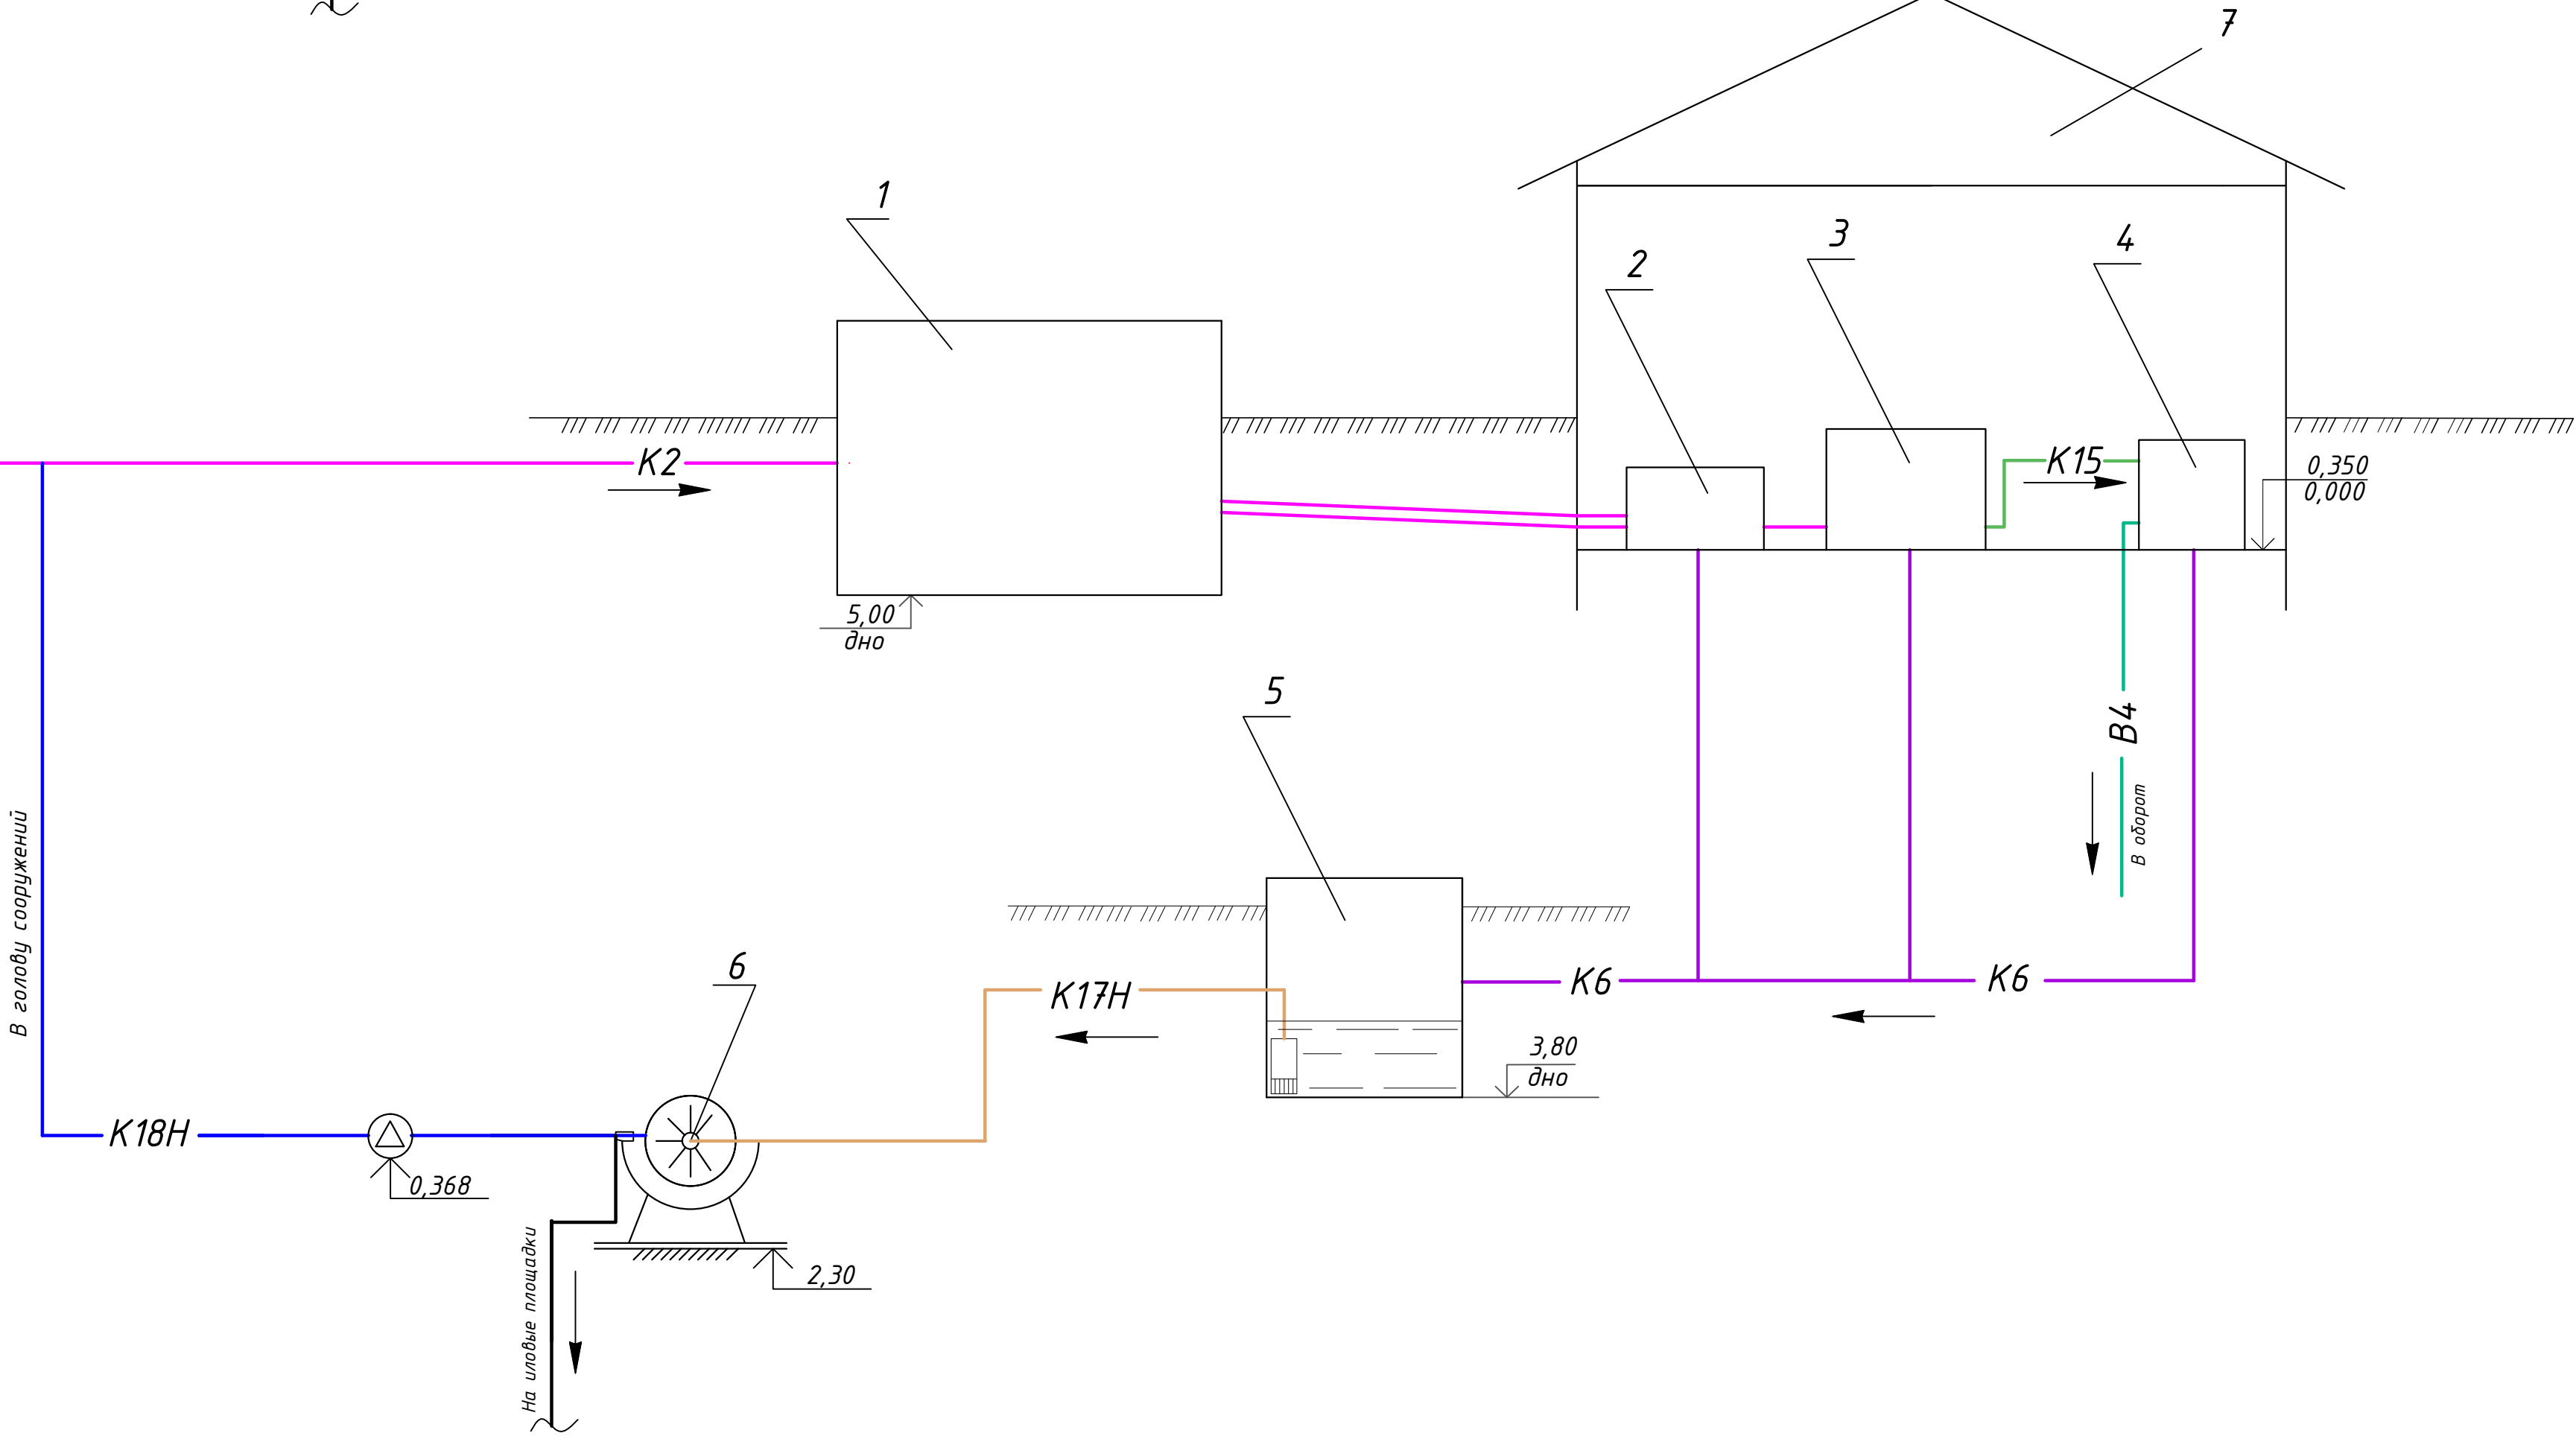 7
1
3
4
2
К2
К15
0,350
0,000
5,00
дно
5
В4
В оборот
В голову сооружений
6
К17Н
К6
К6
3,80
дно
К18Н
0,368
На иловые площадки
2,30